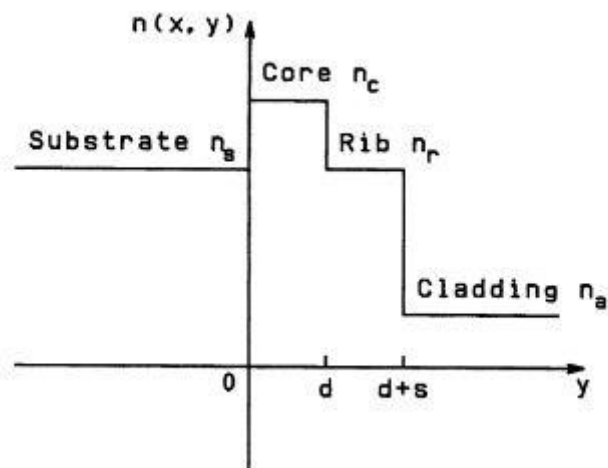 n(x, y)
Core n_c
Substrate n_s
Rib n_r
Cladding n_a
0
d
d+s
y